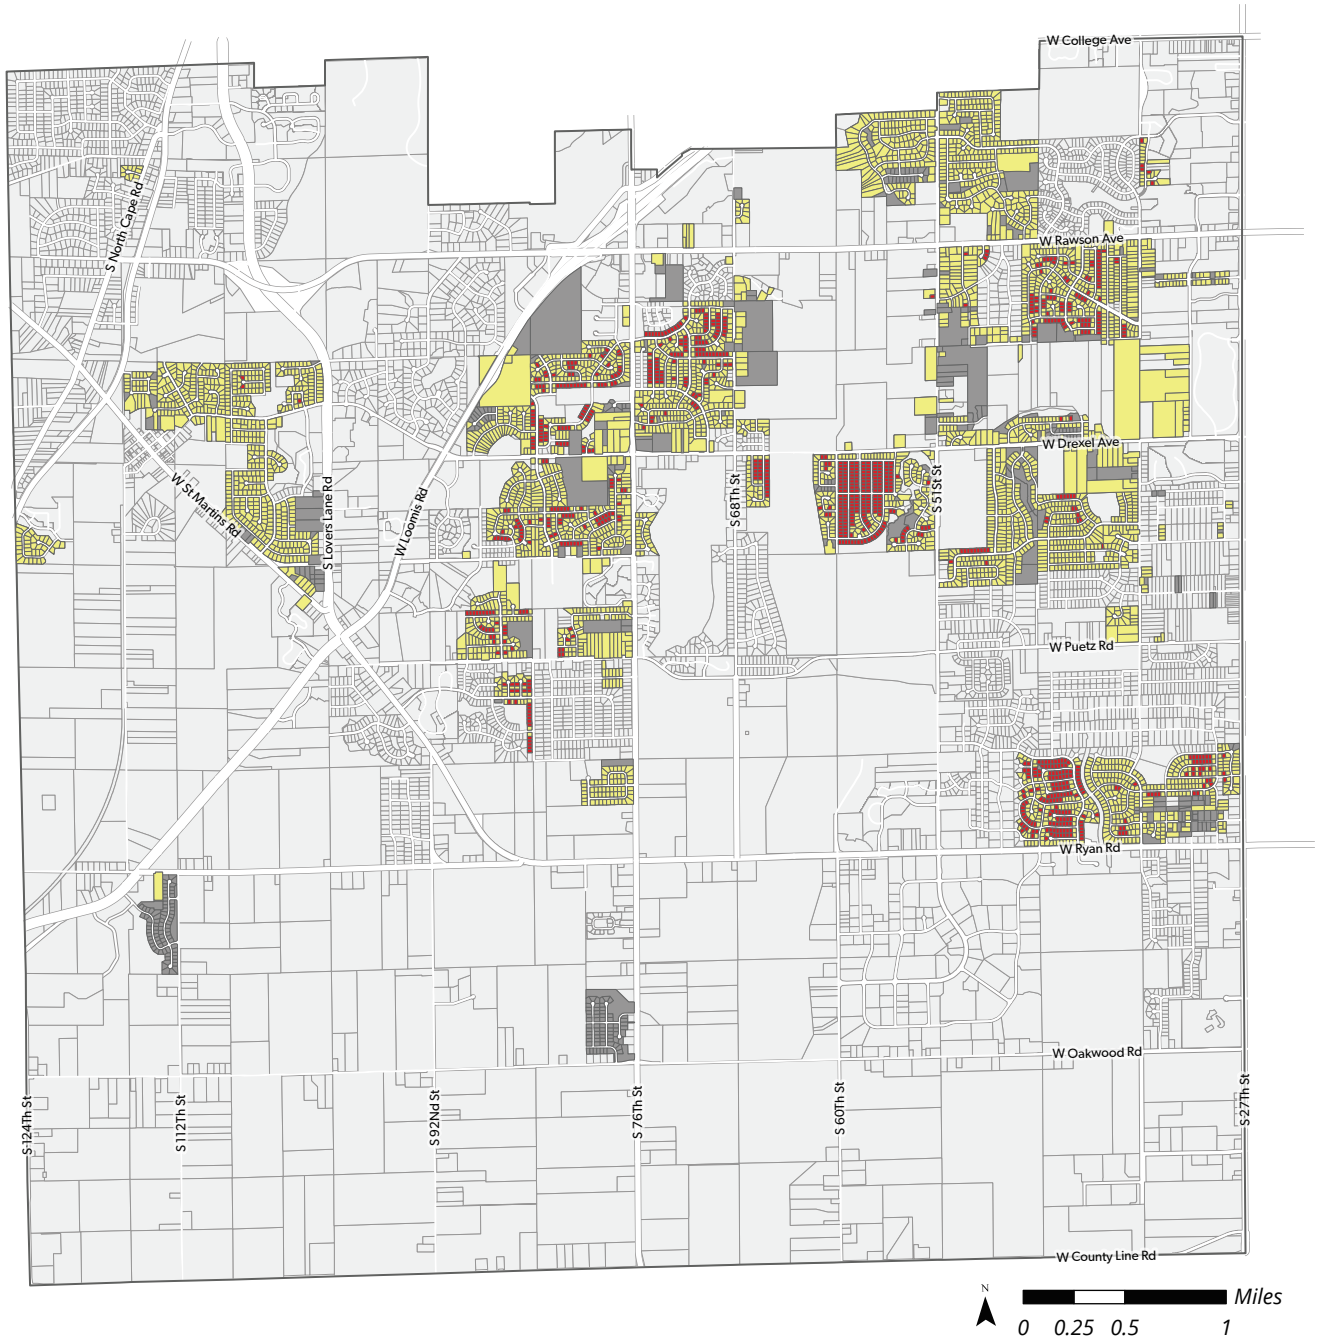 W College Ave
S North Cape Rd
W Rawson Ave
W Drexel Ave
W St Martins Rd
S Lovers Lane Rd
W Loomis Rd
S 68Th St
S 51St St
W Puetz Rd
W Ryan Rd
W Oakwood Rd
S 124Th St
S 112Th St
S 92Nd St
S 76Th St
S 60Th St
S 27Th St
W County Line Rd
N
Miles
0 0.25 0.5 1